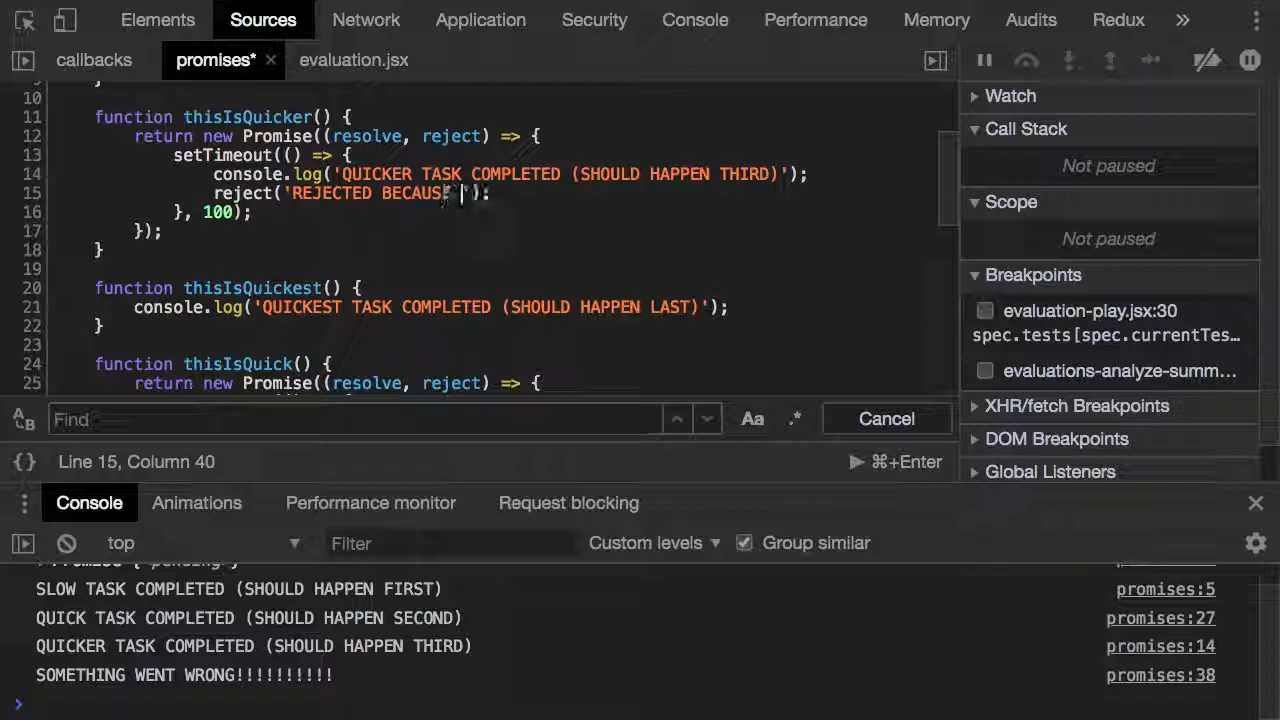 Elements Sources Network Application Security Console Performance Memory Audits Redux »
callbacks promises* × evaluation.jsx
10
11 function thisIsQuicker() {
12 return new Promise((resolve, reject) => {
13 setTimeout(() => {
14 console.log('QUICKER TASK COMPLETED (SHOULD HAPPEN THIRD)');
15 reject('REJECTED BECAUSE ');
16 }, 100);
17 });
18 }
19
20 function thisIsQuickest() {
21 console.log('QUICKEST TASK COMPLETED (SHOULD HAPPEN LAST)');
22 }
23
24 function thisIsQuick() {
25 return new Promise((resolve, reject) => {
Watch
Call Stack
Not paused
Scope
Not paused
Breakpoints
evaluation-play.jsx:30
spec.tests[spec.currentTes…
evaluations-analyze-summ…
XHR/fetch Breakpoints
DOM Breakpoints
Global Listeners
Find Aa .* Cancel
{} Line 15, Column 40 ⌘+Enter
Console Animations Performance monitor Request blocking ×
top Filter Custom levels Group similar
SLOW TASK COMPLETED (SHOULD HAPPEN FIRST) promises:5
QUICK TASK COMPLETED (SHOULD HAPPEN SECOND) promises:27
QUICKER TASK COMPLETED (SHOULD HAPPEN THIRD) promises:14
SOMETHING WENT WRONG!!!!!!!!!! promises:38